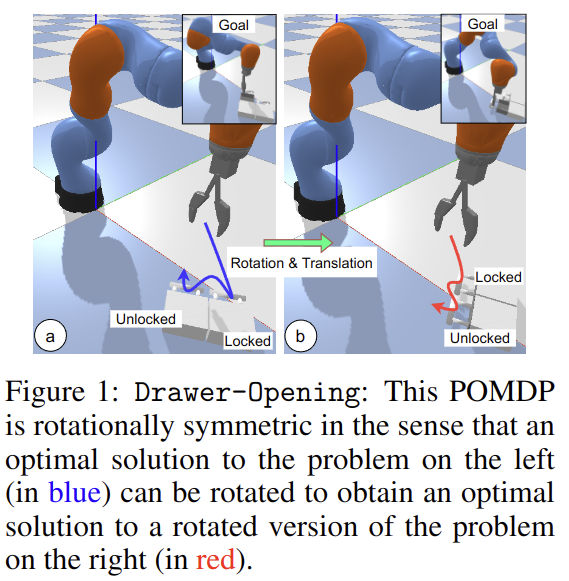 Goal
Goal
Rotation & Translation
Unlocked
Locked
Locked
Unlocked
a
b
Figure 1: Drawer-Opening: This POMDP
is rotationally symmetric in the sense that an
optimal solution to the problem on the left
(in blue) can be rotated to obtain an optimal
solution to a rotated version of the problem
on the right (in red).